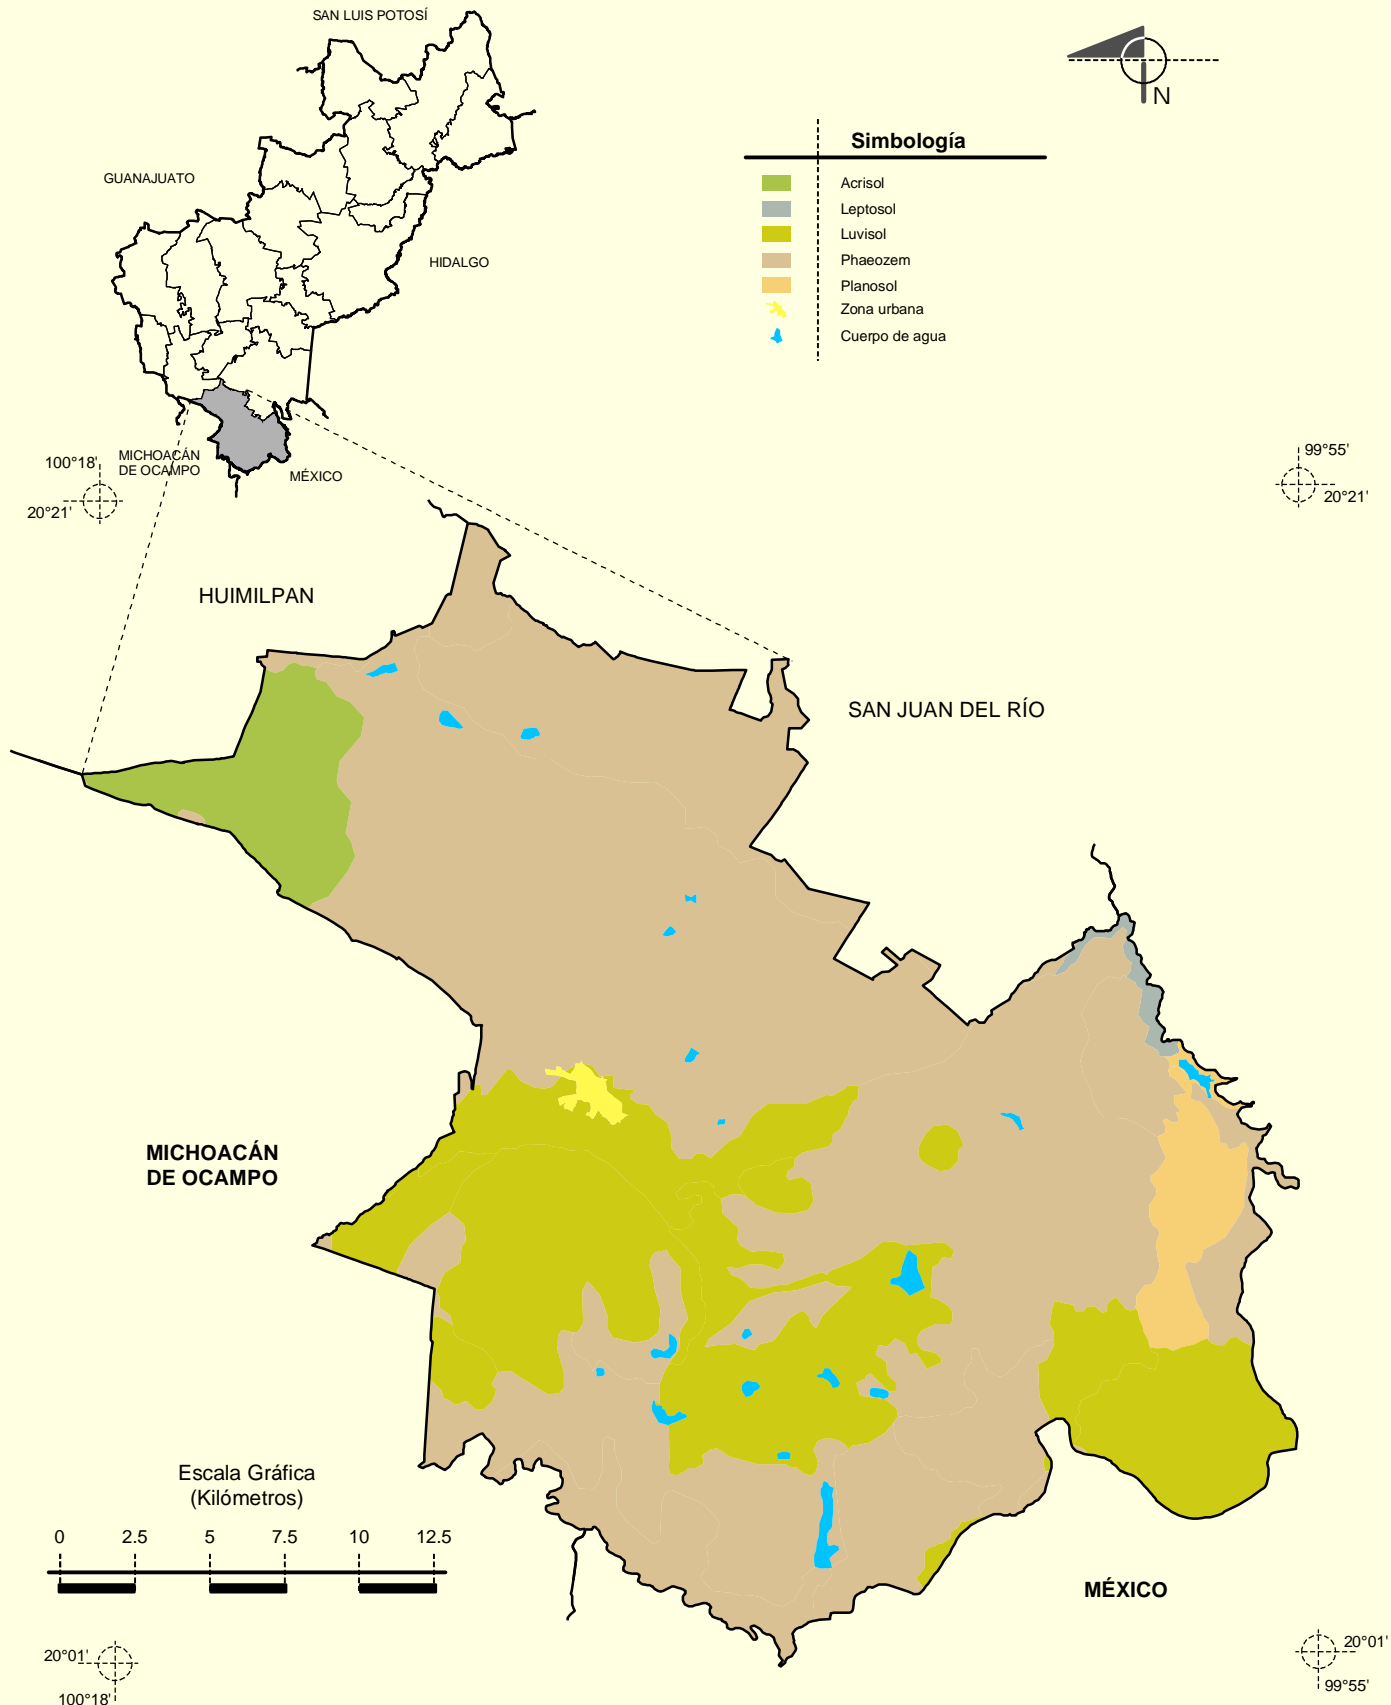 SAN LUIS POTOSÍ
GUANAJUATO
HIDALGO
MICHOACÁN
DE OCAMPO
MÉXICO
N
Simbología
Acrisol
Leptosol
Luvisol
Phaeozem
Planosol
Zona urbana
Cuerpo de agua
100°18'
20°21'
99°55'
20°21'
HUIMILPAN
SAN JUAN DEL RÍO
MICHOACÁN
DE OCAMPO
MÉXICO
Escala Gráfica
(Kilómetros)
0 2.5 5 7.5 10 12.5
20°01'
100°18'
20°01'
99°55'